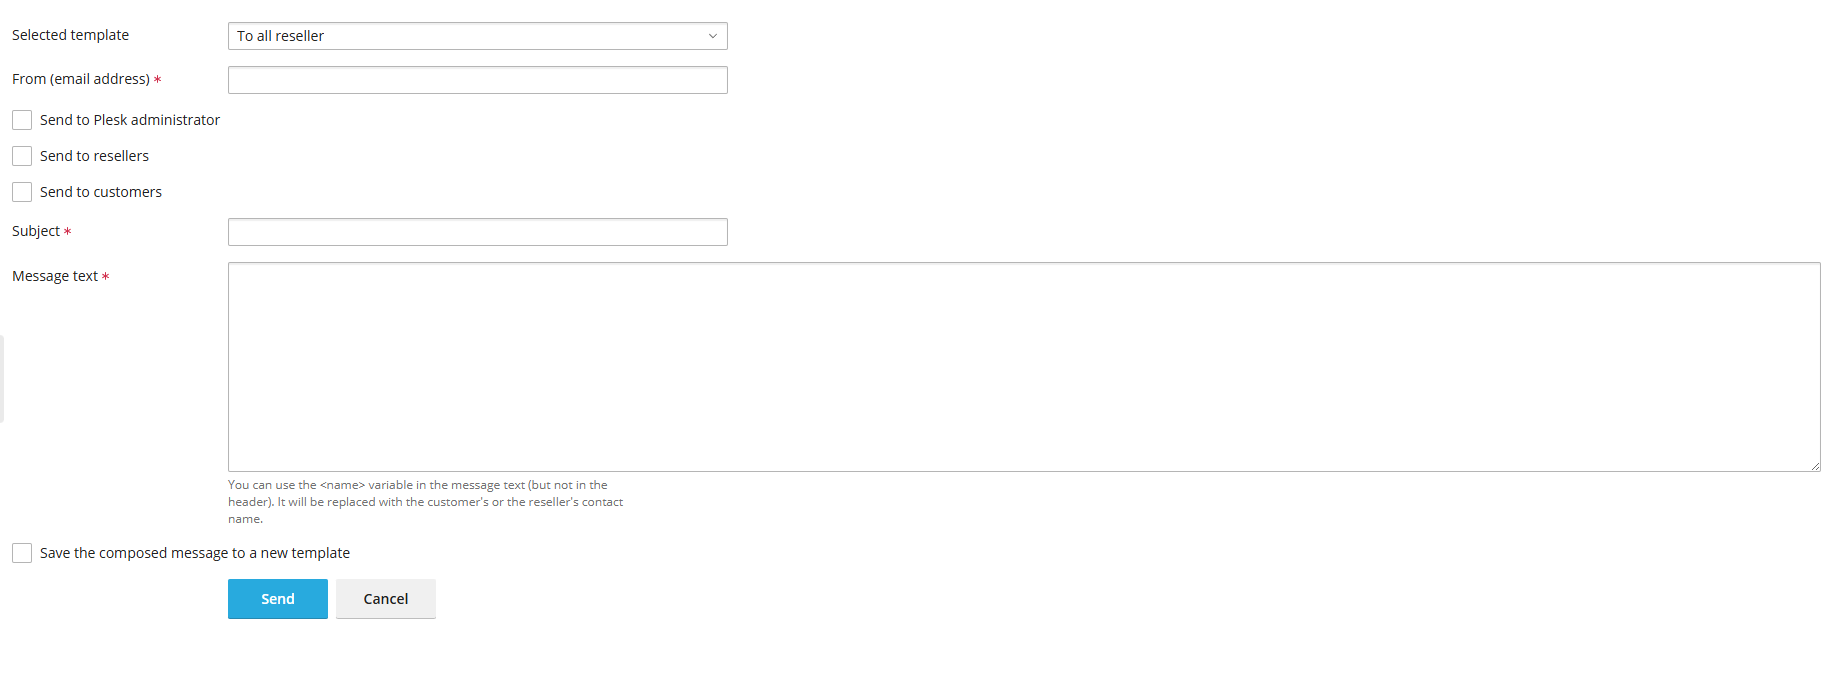 Selected template
To all reseller
From (email address) *
Send to Plesk administrator
Send to resellers
Send to customers
Subject *
Message text *
You can use the <name> variable in the message text (but not in the
header). It will be replaced with the customer's or the reseller's contact
name.
Save the composed message to a new template
Send
Cancel